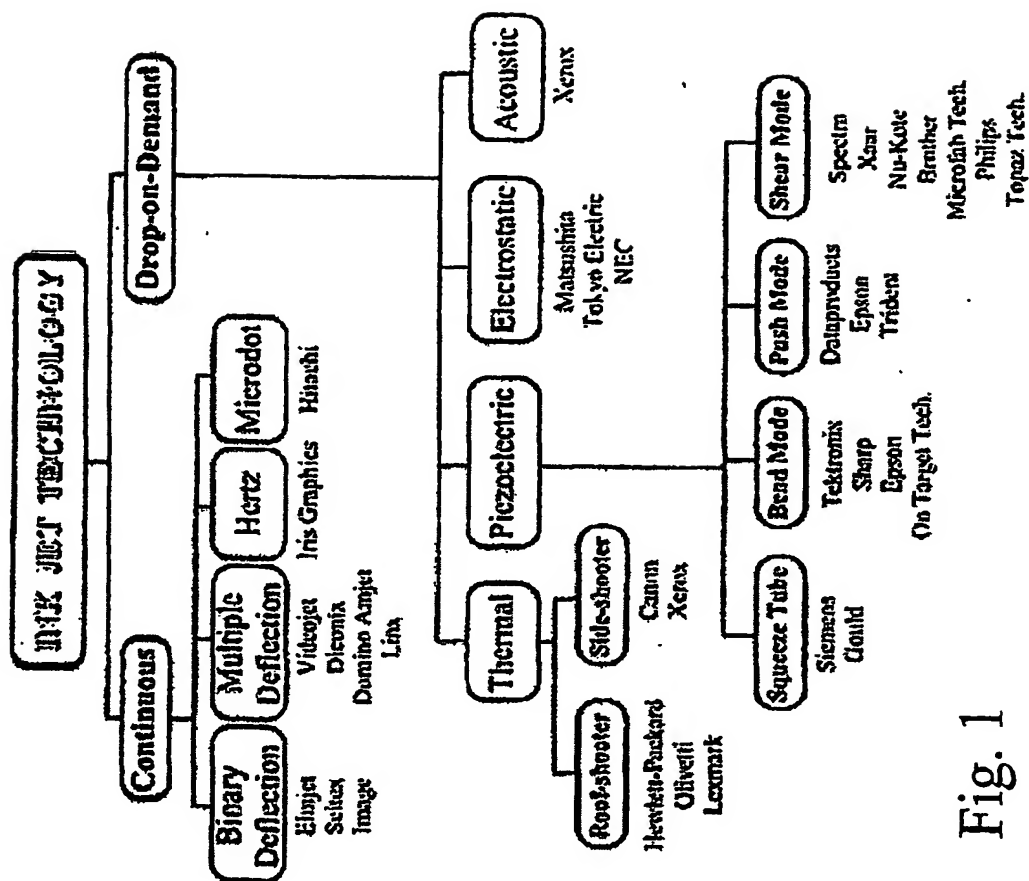 INK JET TECHNOLOGY
Continuous
Drop-on-Demand
Binary
Deflection
Elmjet
Scitex
Image
Multiple
Deflection
Videojet
Diconix
Domino Amjet
Linx
Hertz
Iris Graphics
Microdot
Hitachi
Thermal
Piezoelectric
Electrostatic
Matsushita
Tokyo Electric
NEC
Acoustic
Xerox
Roof-shooter
Hewlett-Packard
Olivetti
Lexmark
Side-shooter
Canon
Xerox
Squeeze Tube
Siemens
Gould
Bend Mode
Tektronix
Sharp
Epson
On Target Tech.
Push Mode
Dataproducts
Epson
Trident
Shear Mode
Spectra
Xaar
Nu-Kote
Brother
Microfab Tech.
Philips
Topaz Tech.
Fig. 1